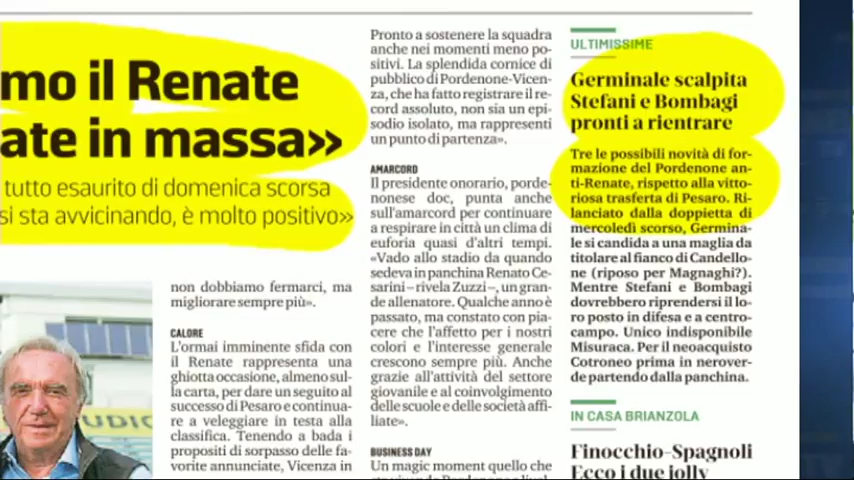 mo il Renate
ate in massa»
tutto esaurito di domenica scorsa
si sta avvicinando, è molto positivo»
non dobbiamo fermarci, ma
migliorare sempre più».
CALORE
L'ormai imminente sfida con
il Renate rappresenta una
ghiotta occasione, almeno sul-
la carta, per dare un seguito al
successo di Pesaro e continua-
re a veleggiare in testa alla
classifica. Tenendo a bada i
propositi di sorpasso delle fa-
vorite annunciate, Vicenza in
Pronto a sostenere la squadra
anche nei momenti meno po-
sitivi. La splendida cornice di
pubblico di Pordenone-Vicen-
za, che ha fatto registrare il re-
cord assoluto, non sia un epi-
sodio isolato, ma rappresenti
un punto di partenza».
AMARCORD
Il presidente onorario, porde-
nonese doc, punta anche
sull'amarcord per continuare
a respirare in città un clima di
euforia quasi d'altri tempi.
«Vado allo stadio da quando
sedeva in panchina Renato Ce-
sarini – rivela Zuzzi –, un gran-
de allenatore. Qualche anno è
passato, ma constato con pia-
cere che l'affetto per i nostri
colori e l'interesse generale
crescono sempre più. Anche
grazie all'attività del settore
giovanile e al coinvolgimento
delle scuole e delle società affi-
liate».
BUSINESS DAY
Un magic moment quello che
ULTIMISSIME
Germinale scalpita
Stefani e Bombagi
pronti a rientrare
Tre le possibili novità di for-
mazione del Pordenone an-
ti-Renate, rispetto alla vitto-
riosa trasferta di Pesaro. Ri-
lanciato dalla doppietta di
mercoledì scorso, Germina-
le si candida a una maglia da
titolare al fianco di Candello-
ne (riposo per Magnaghi?).
Mentre Stefani e Bombagi
dovrebbero riprendersi il lo-
ro posto in difesa e a centro-
campo. Unico indisponibile
Misuraca. Per il neoacquisto
Cotroneo prima in nerover-
de partendo dalla panchina.
IN CASA BRIANZOLA
Finocchio-Spagnoli
Ecco i due jolly